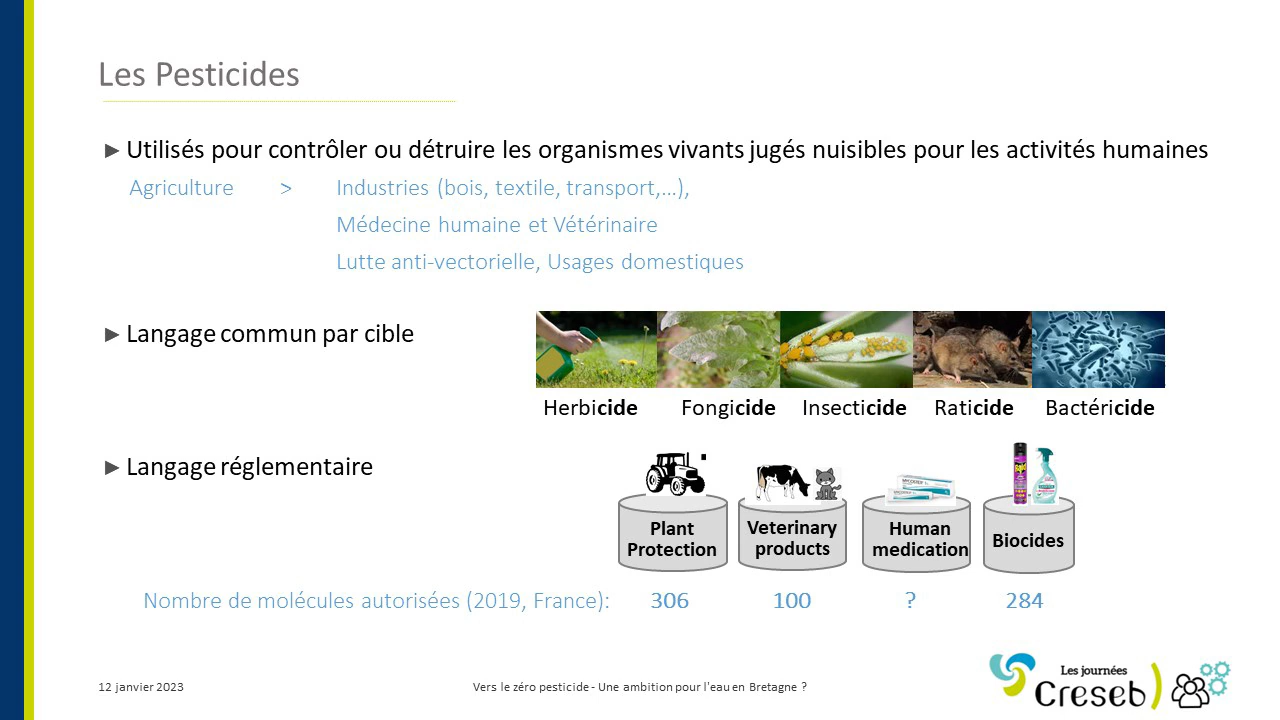 Les Pesticides
►Utilisés pour contrôler ou détruire les organismes vivants jugés nuisibles pour les activités humaines
Agriculture > Industries (bois, textile, transport,…),
Médecine humaine et Vétérinaire
Lutte anti-vectorielle, Usages domestiques
►Langage commun par cible
Herbicide Fongicide Insecticide Raticide Bactéricide
►Langage réglementaire
Plant Protection
Veterinary products
Human medication
Biocides
Nombre de molécules autorisées (2019, France): 306 100 ? 284
12 janvier 2023
Vers le zéro pesticide - Une ambition pour l'eau en Bretagne ?
Les journées
Creseb